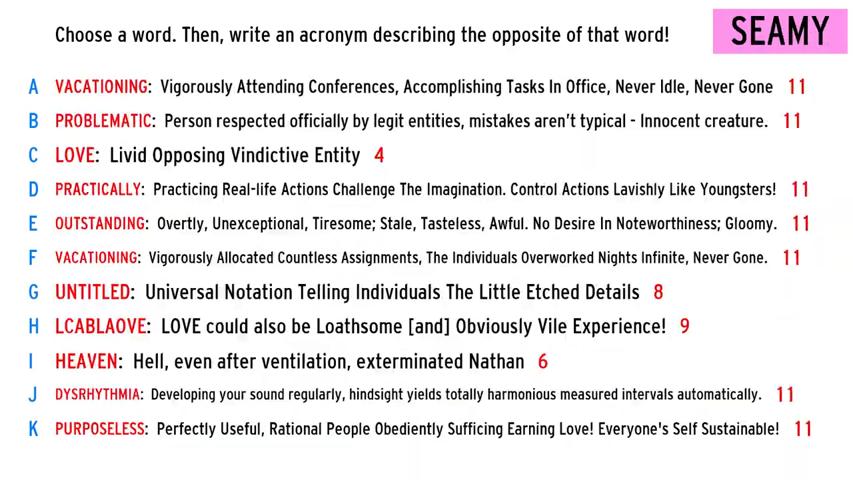 Choose a word. Then, write an acronym describing the opposite of that word!
SEAMY
A VACATIONING: Vigorously Attending Conferences, Accomplishing Tasks In Office, Never Idle, Never Gone 11
B PROBLEMATIC: Person respected officially by legit entities, mistakes aren't typical - Innocent creature. 11
C LOVE: Livid Opposing Vindictive Entity 4
D PRACTICALLY: Practicing Real-life Actions Challenge The Imagination. Control Actions Lavishly Like Youngsters! 11
E OUTSTANDING: Overtly, Unexceptional, Tiresome; Stale, Tasteless, Awful. No Desire In Noteworthiness; Gloomy. 11
F VACATIONING: Vigorously Allocated Countless Assignments, The Individuals Overworked Nights Infinite, Never Gone. 11
G UNTITLED: Universal Notation Telling Individuals The Little Etched Details 8
H LCABLAOVE: LOVE could also be Loathsome [and] Obviously Vile Experience! 9
I HEAVEN: Hell, even after ventilation, exterminated Nathan 6
J DYSRHYTHMIA: Developing your sound regularly, hindsight yields totally harmonious measured intervals automatically. 11
K PURPOSELESS: Perfectly Useful, Rational People Obediently Sufficing Earning Love! Everyone's Self Sustainable! 11